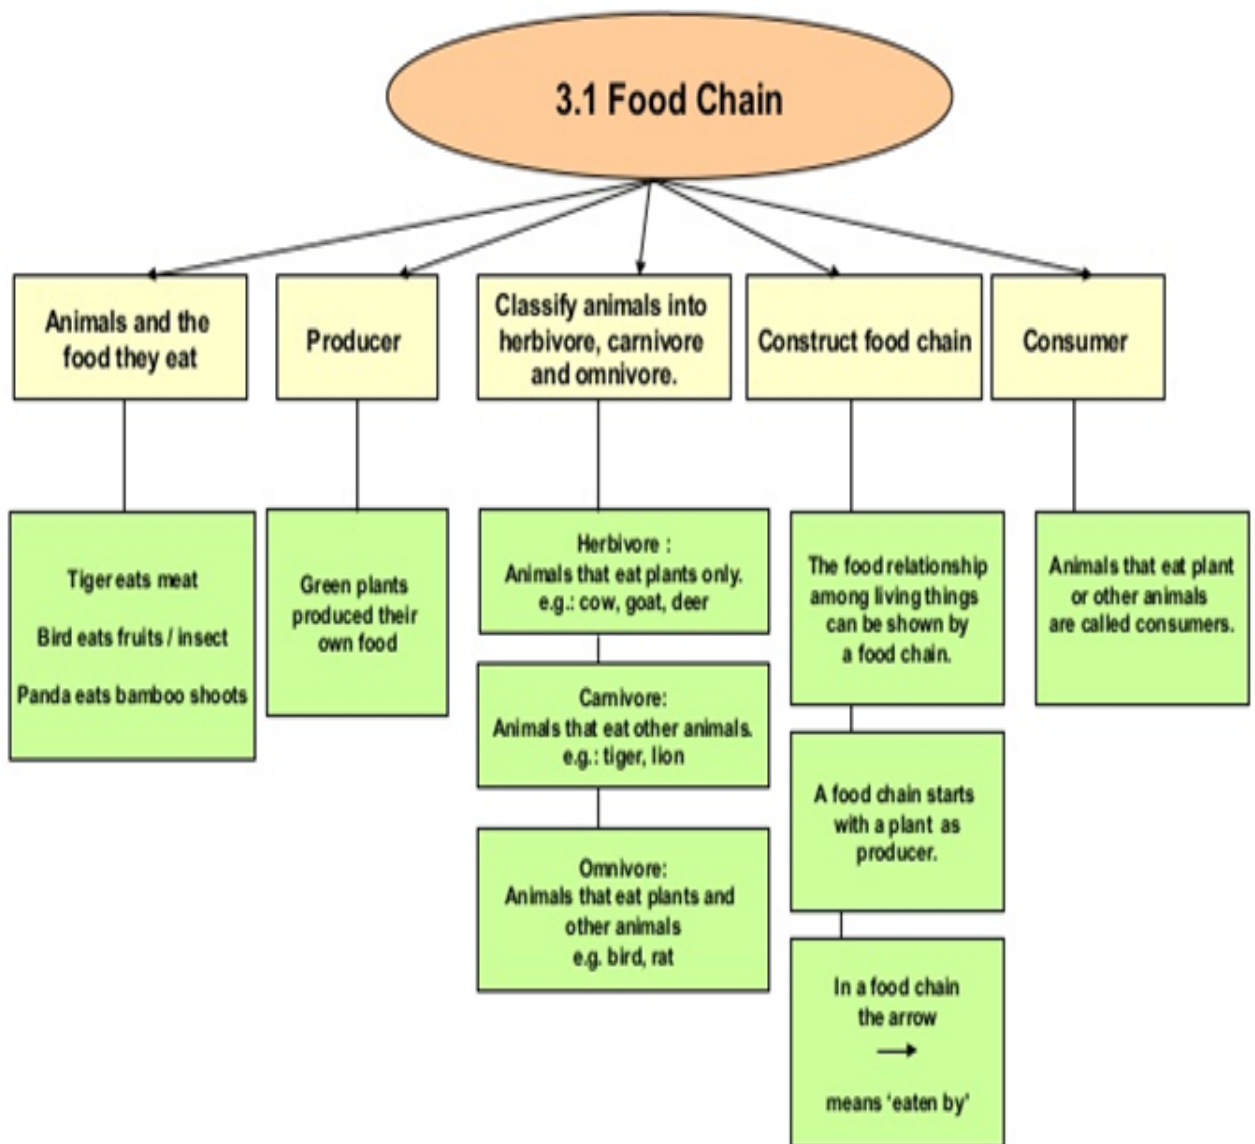 3.1 Food Chain
Animals and the
food they eat
Producer
Classify animals into
herbivore, carnivore
and omnivore.
Construct food chain
Consumer
Tiger eats meat
Bird eats fruits / insect
Panda eats bamboo shoots
Green plants
produced their
own food
Herbivore :
Animals that eat plants only.
e.g.: cow, goat, deer
Carnivore:
Animals that eat other animals.
e.g.: tiger, lion
Omnivore:
Animals that eat plants and
other animals
e.g. bird, rat
The food relationship
among living things
can be shown by
a food chain.
A food chain starts
with a plant as
producer.
In a food chain
the arrow
→
means ‘eaten by’
Animals that eat plant
or other animals
are called consumers.